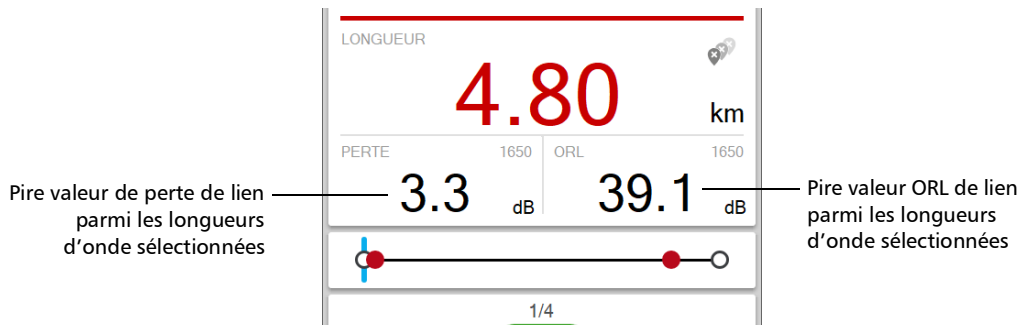 LONGUEUR
4.80 km
PERTE 1650 ORL 1650
3.3 dB 39.1 dB
Pire valeur de perte de lien
parmi les longueurs
d’onde sélectionnées
Pire valeur ORL de lien
parmi les longueurs
d’onde sélectionnées
1/4